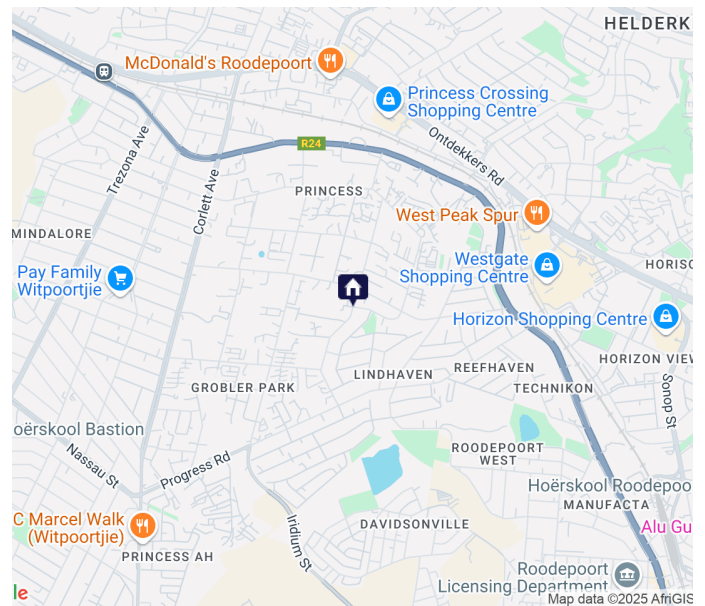 HELDERK
McDonald's Roodepoort
Princess Crossing
Shopping Centre
Ontdekkers Rd
R24
Trezona Ave
Corlett Ave
PRINCESS
West Peak Spur
MINDALORE
Westgate
Shopping Centre
HORISO
Pay Family
Witpoortjie
Horizon Shopping Centre
HORIZON VIEW
LINDHAVEN
REEFHAVEN
TECHNIKON
GROBLER PARK
Sonop St
oërskool Bastion
Nassau St
Progress Rd
ROODEPOORT
WEST
Hoërskool Roodepoo
MANUFACTA
C Marcel Walk
(Witpoortjie)
Iridium St
DAVIDSONVILLE
Alu Gu
PRINCESS AH
Roodepoort
Licensing Department
le
Map data ©2025 AfriGIS